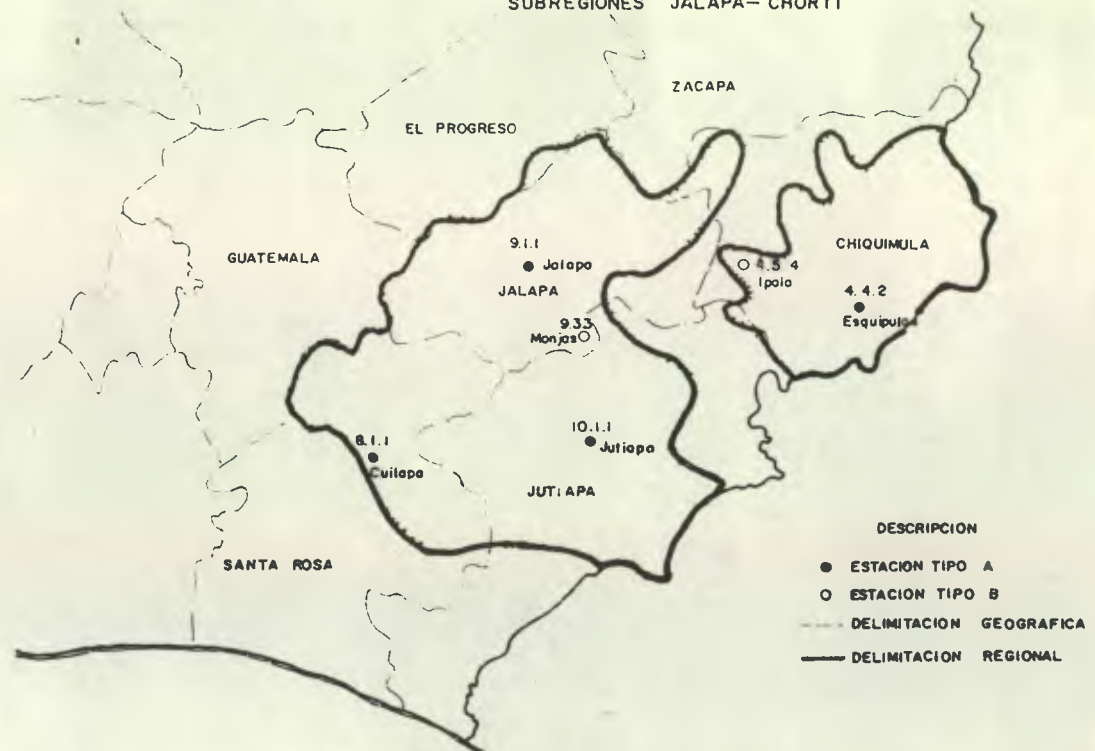 SUBREGIONES JALAPA-CHORTI
ZACAPA
EL PROGRESO
GUATEMALA
9.1.1
Jalapa
JALAPA
CHIQUIMULA
4.5 4
Ipala
4.4.2
Esquipulas
9.33
Monjas
8.1.1
Cuilapa
10.1.1
Jutiapa
JUTIAPA
SANTA ROSA
DESCRIPCION
ESTACION TIPO A
ESTACION TIPO B
DELIMITACION GEOGRAFICA
DELIMITACION REGIONAL